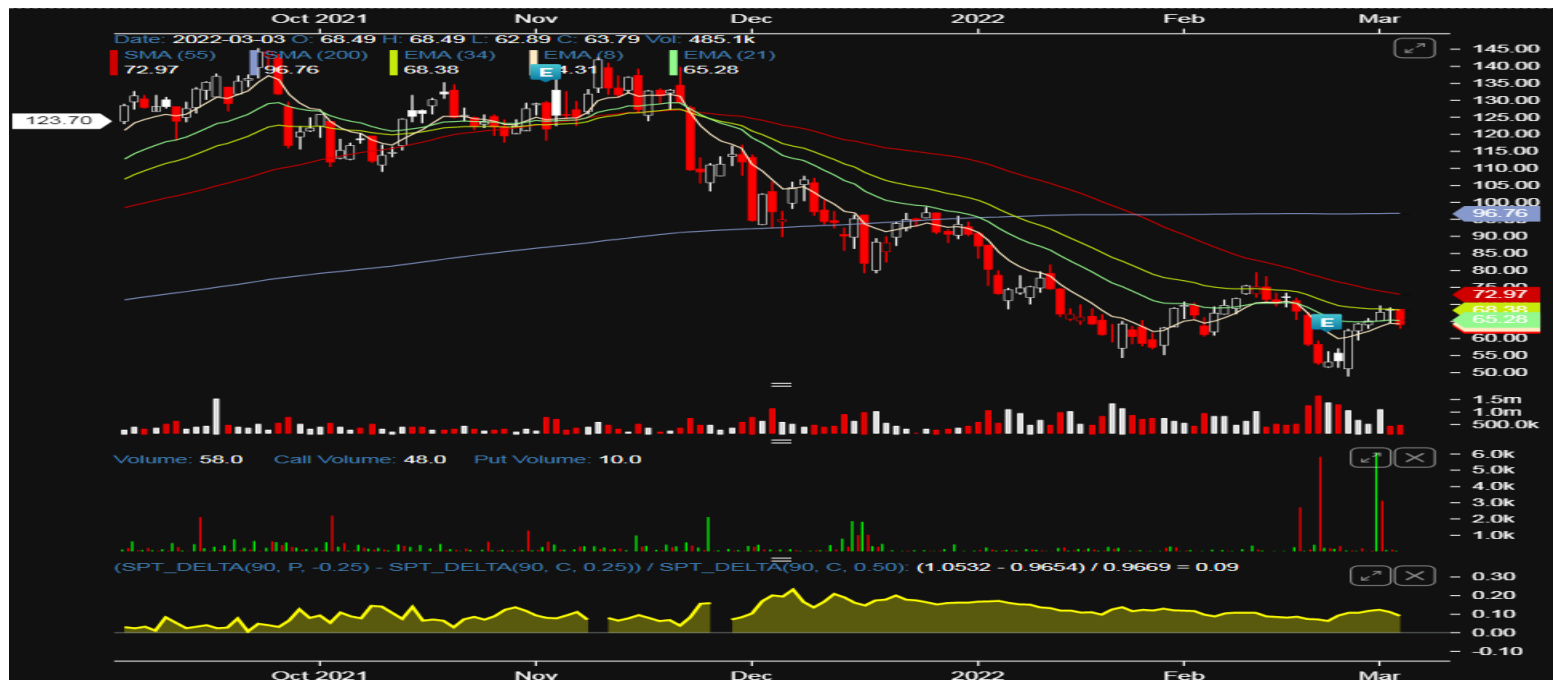 Oct 2021 Nov Dec 2022 Feb Mar
Date: 2022-03-03 O: 68.49 H: 68.49 L: 62.89 C: 63.79 Vol: 485.1k
SMA (55) SMA (200) EMA (34) EMA (8) EMA (21)
72.97 96.76 68.38 4.31 65.28
E
145.00
140.00
135.00
130.00
125.00
123.70
120.00
115.00
110.00
105.00
100.00
96.76
90.00
85.00
80.00
75.00
72.97
68.38
65.28
E
60.00
55.00
50.00
1.5m
1.0m
500.0k
Volume: 58.0 Call Volume: 48.0 Put Volume: 10.0
6.0k
5.0k
4.0k
3.0k
2.0k
1.0k
(SPT_DELTA(90, P, -0.25) - SPT_DELTA(90, C, 0.25)) / SPT_DELTA(90, C, 0.50): (1.0532 - 0.9654) / 0.9669 = 0.09
0.30
0.20
0.10
0.00
-0.10
Oct 2021 Nov Dec 2022 Feb Mar